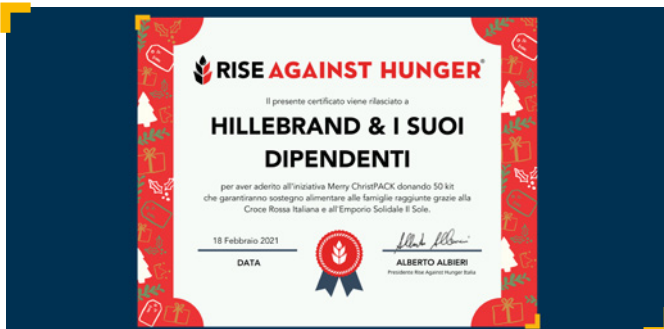 RISE AGAINST HUNGER®
Il presente certificato viene rilasciato a
HILLEBRAND & I SUOI
DIPENDENTI
per aver aderito all'iniziativa Merry ChristPACK donando 50 kit
che garantiranno sostegno alimentare alle famiglie raggiunte grazie alla
Croce Rossa Italiana e all'Emporio Solidale Il Sole.
18 Febbraio 2021
DATA
Alberto Albieri
ALBERTO ALBIERI
Presidente Rise Against Hunger Italia